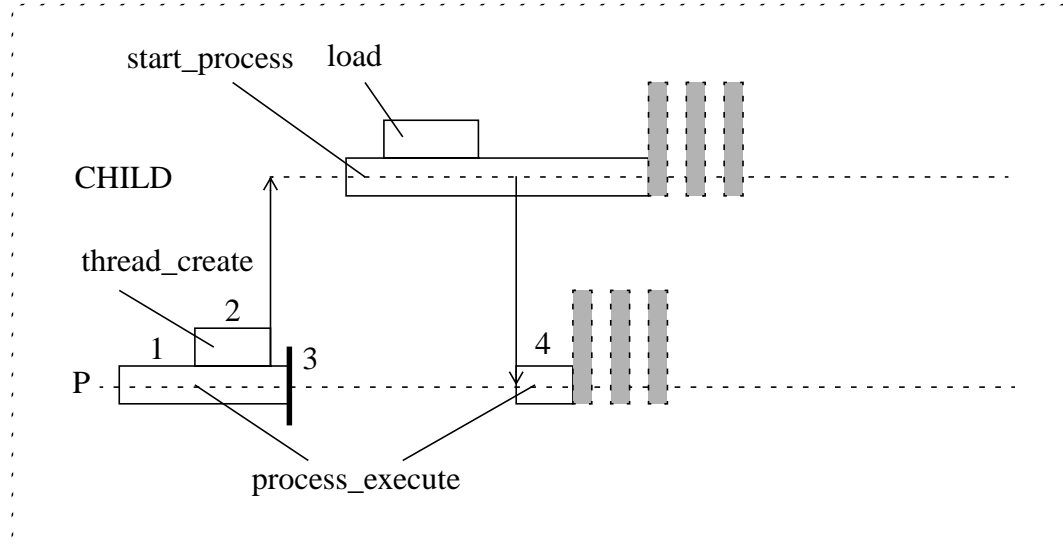 start_process load
CHILD
thread_create
2
1
3
4
P
process_execute